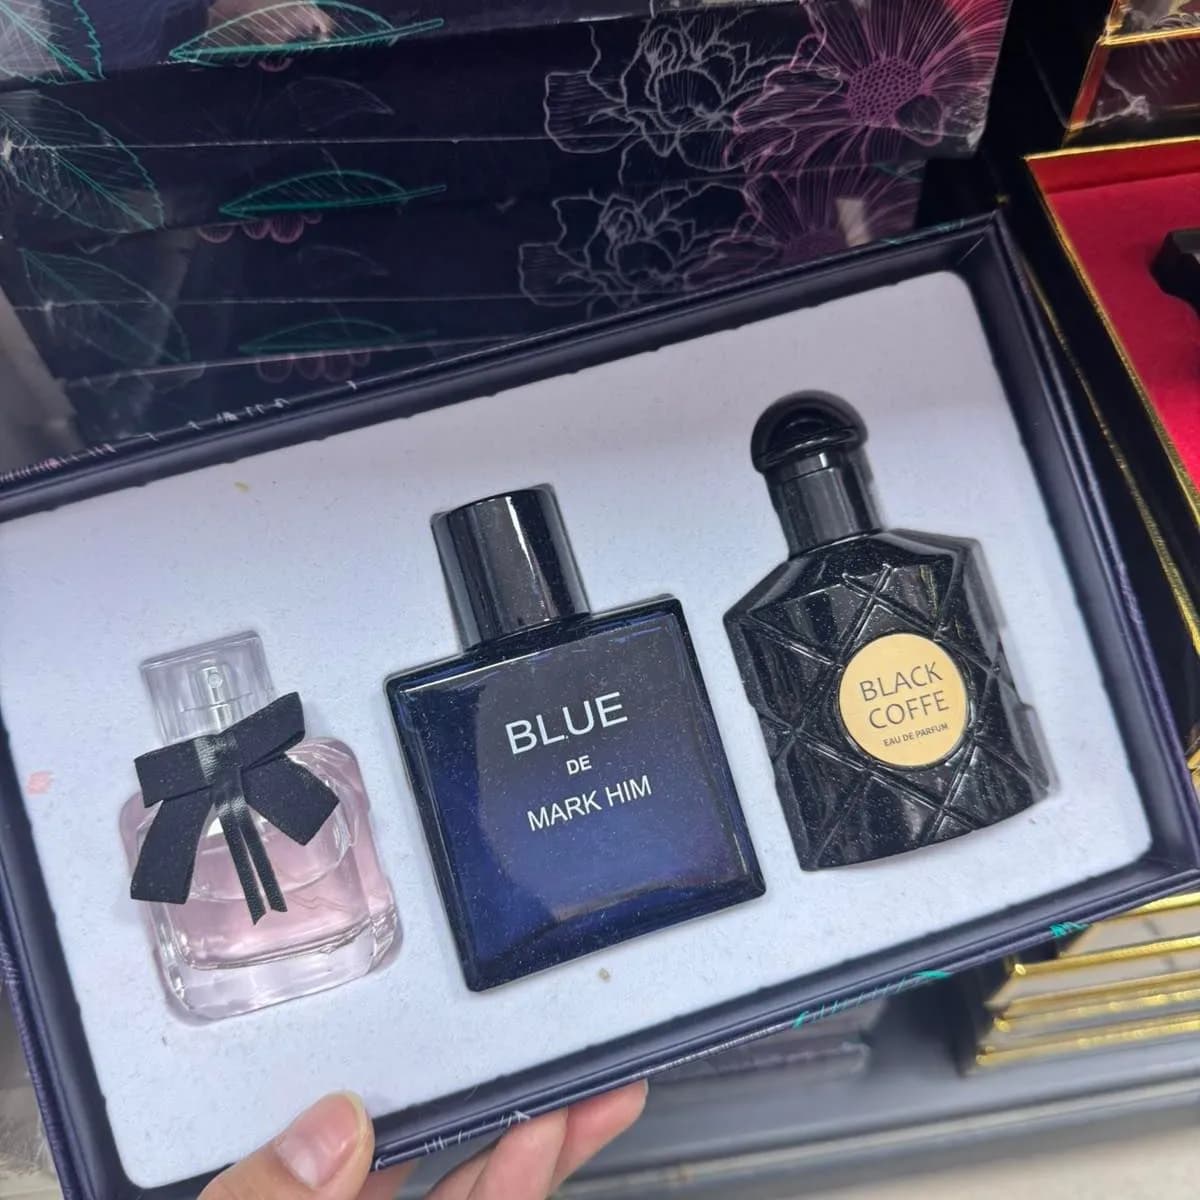 BLUE
DE
MARK HIM
BLACK
COFFE
EAU DE PARFUM